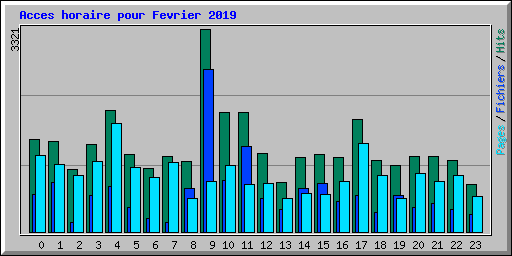 Acces horaire pour Fevrier 2019
3321
Pages / Fichiers / Hits
0 1 2 3 4 5 6 7 8 9 10 11 12 13 14 15 16 17 18 19 20 21 22 23